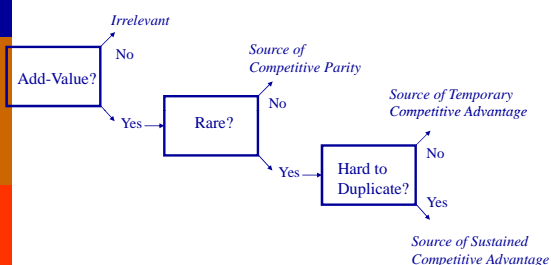 Irrelevant
No
Add-Value?
Yes
Source of
Competitive Parity
No
Rare?
Yes
Source of Temporary
Competitive Advantage
No
Hard to
Duplicate?
Yes
Source of Sustained
Competitive Advantage